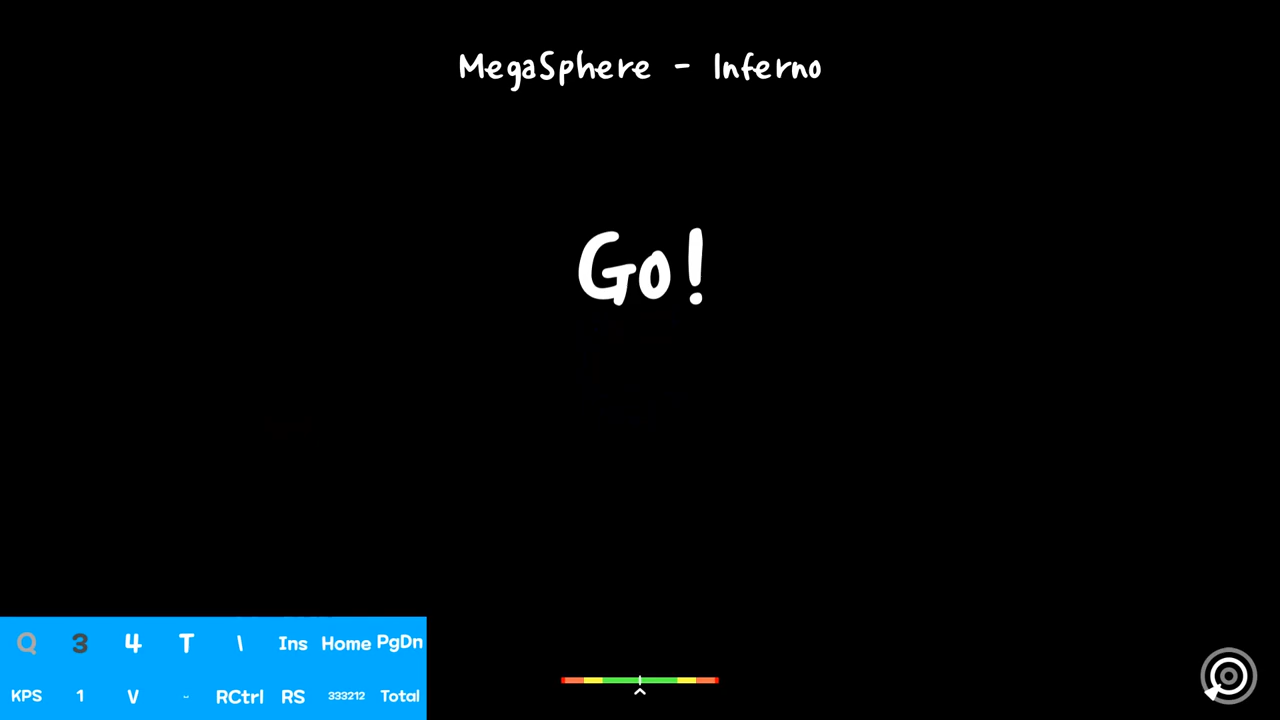 MegaSphere - Inferno
Go!
Q 3 4 T \ Ins Home PgDn
KPS 1 V RCtrl RS 333212 Total